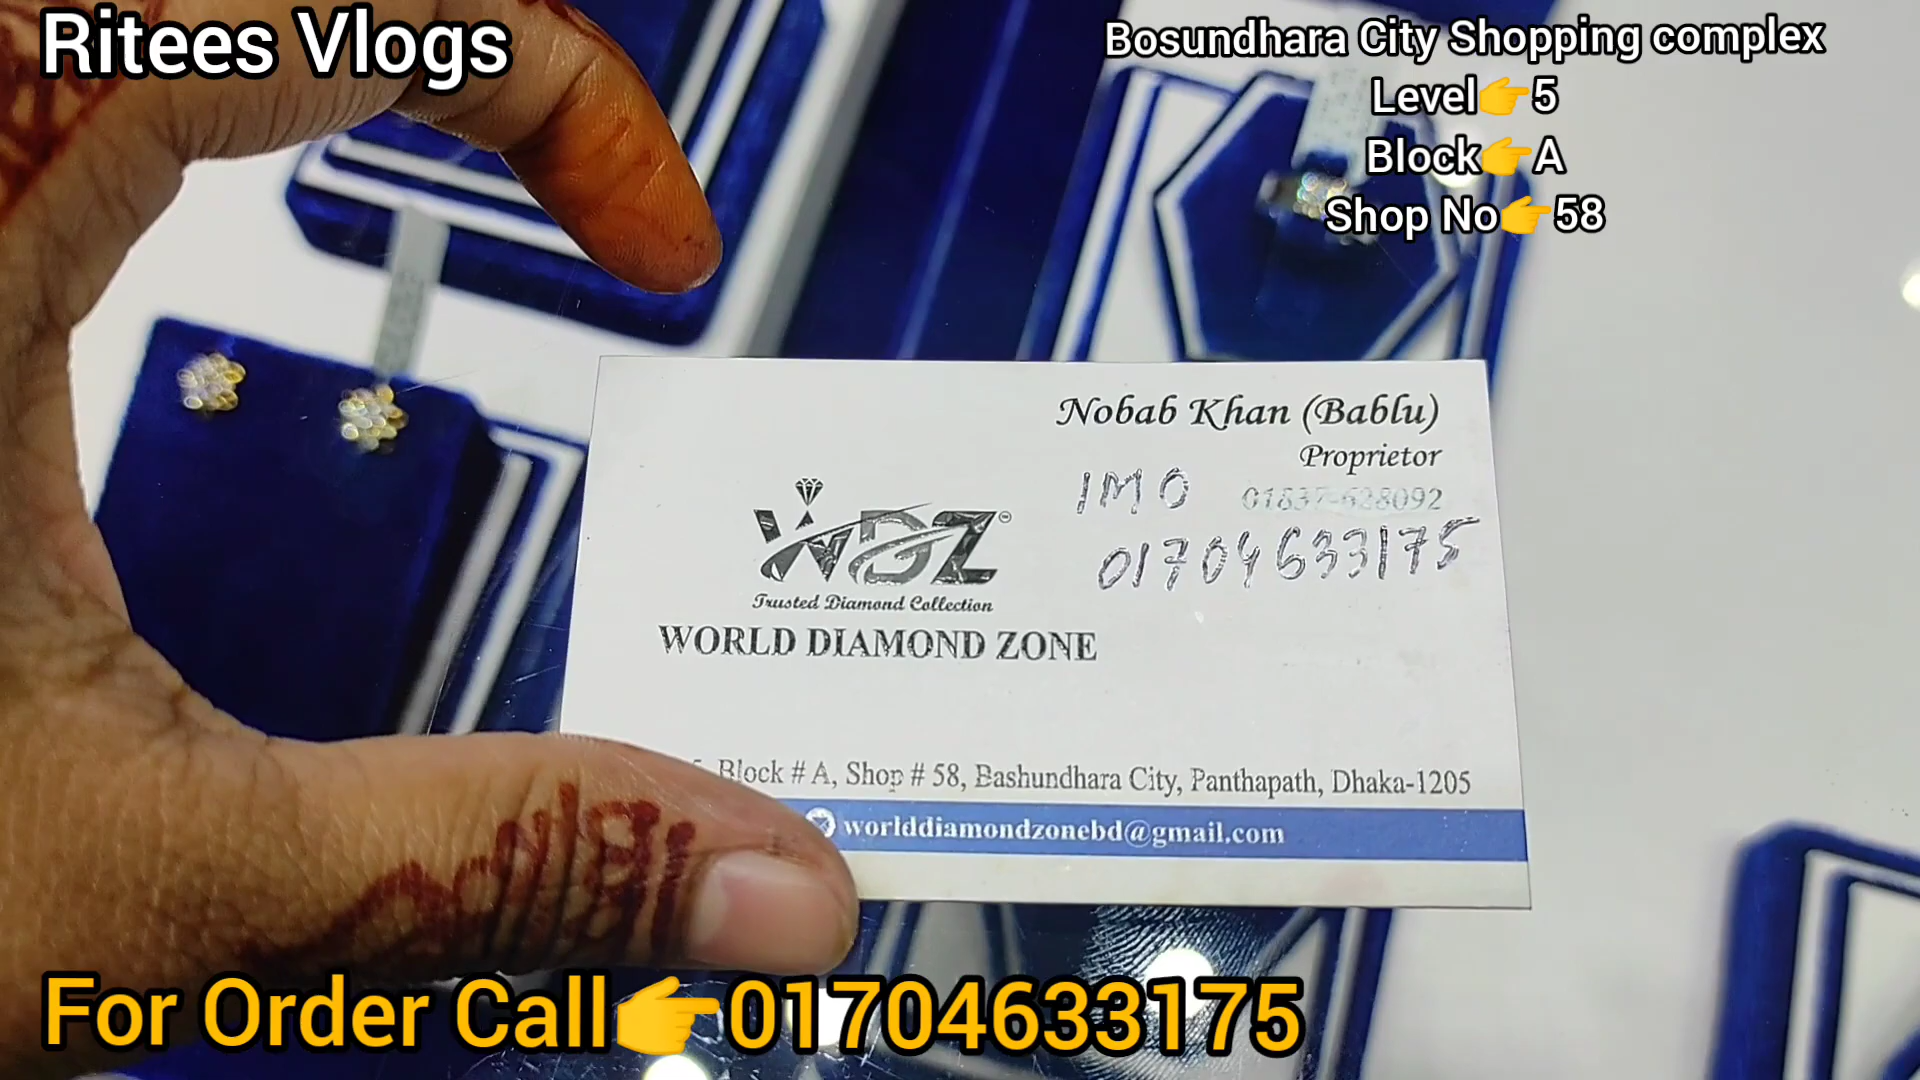 Ritees Vlogs
Bosundhara City Shopping complex
Level👉5
Block👉A
Shop No👉58
Nobab Khan (Bablu)
Proprietor
IMO
01704633175
WDZ
Trusted Diamond Collection
WORLD DIAMOND ZONE
Block # A, Shop # 58, Bashundhara City, Panthapath, Dhaka-1205
worlddiamondzonebd@gmail.com
For Order Call👉01704633175